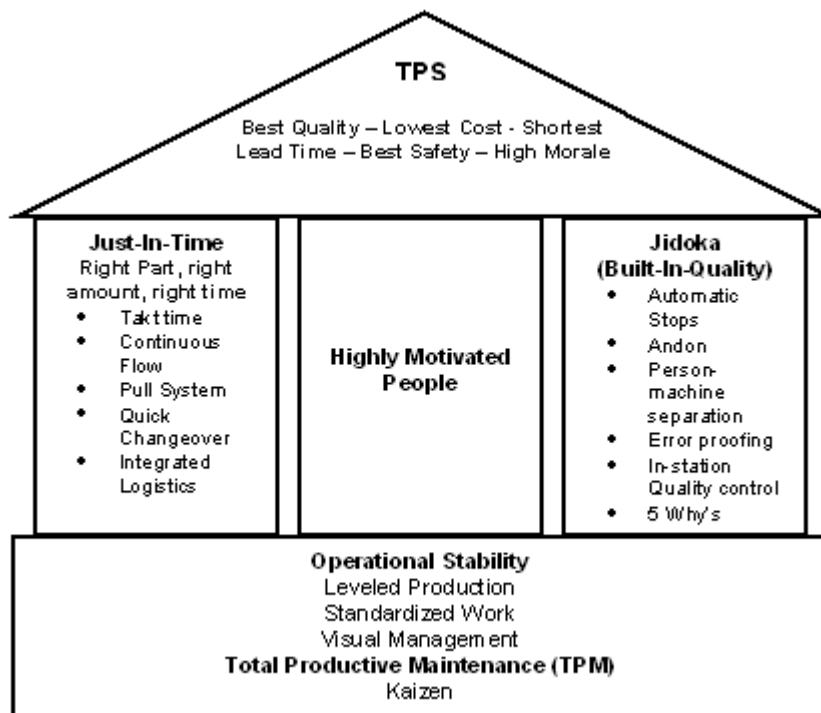 TPS
Best Quality – Lowest Cost - Shortest
Lead Time – Best Safety – High Morale
Just-In-Time
Right Part, right
amount, right time
• Takt time
• Continuous
Flow
• Pull System
• Quick
Changeover
• Integrated
Logistics
Highly Motivated
People
Jidoka
(Built-In-Quality)
• Automatic
Stops
• Andon
• Person-
machine
separation
• Error proofing
• In-station
Quality control
• 5 Why's
Operational Stability
Leveled Production
Standardized Work
Visual Management
Total Productive Maintenance (TPM)
Kaizen